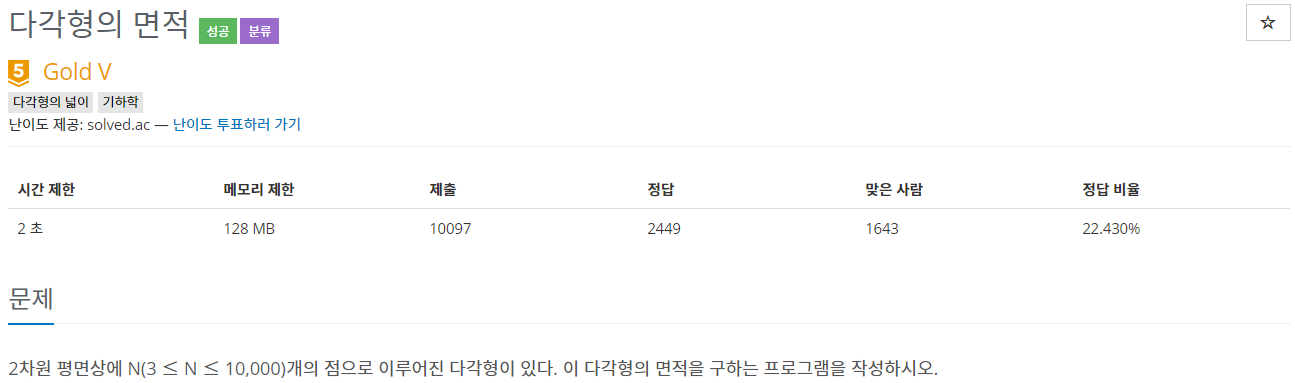 다각형의 면적 성공 분류
☆
5 Gold V
다각형의 넓이 기하학
난이도 제공: solved.ac — 난이도 투표하러 가기
시간 제한 메모리 제한 제출 정답 맞은 사람 정답 비율
2 초 128 MB 10097 2449 1643 22.430%
문제
2차원 평면상에 N(3 ≤ N ≤ 10,000)개의 점으로 이루어진 다각형이 있다. 이 다각형의 면적을 구하는 프로그램을 작성하시오.